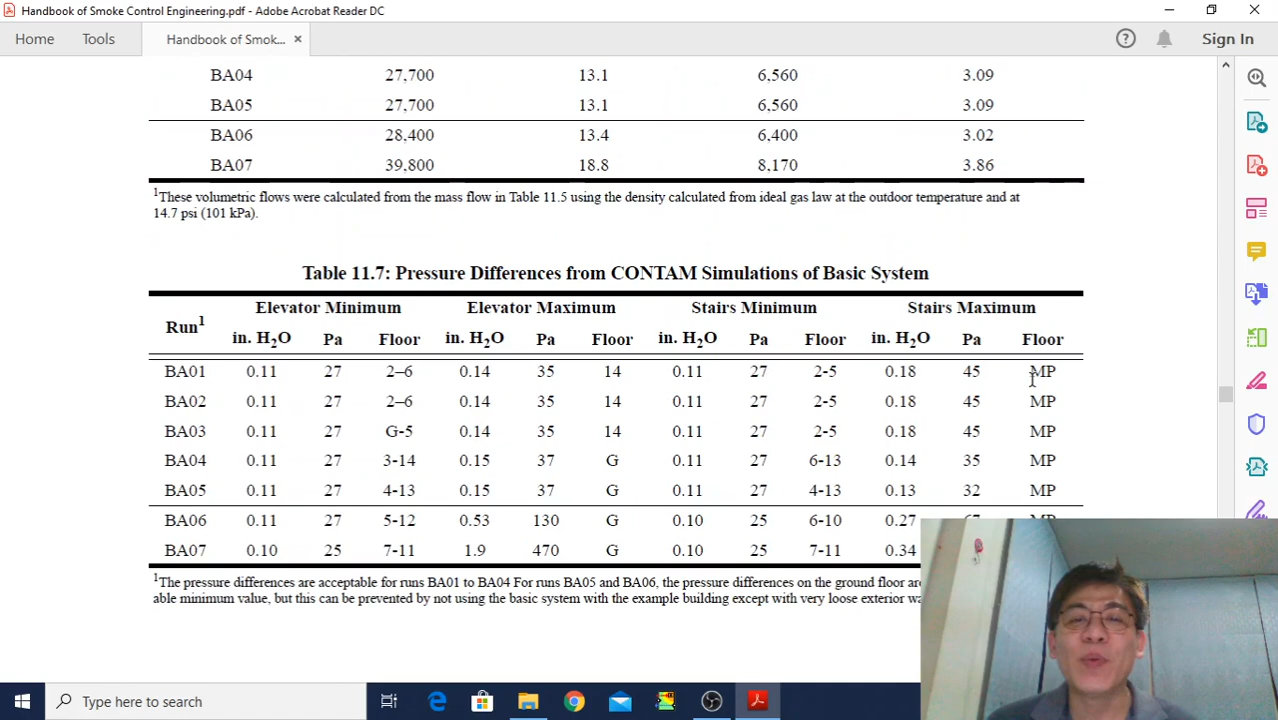 Handbook of Smoke Control Engineering.pdf - Adobe Acrobat Reader DC
Home Tools Handbook of Smok... × Sign In
BA04 27,700 13.1 6,560 3.09
BA05 27,700 13.1 6,560 3.09
BA06 28,400 13.4 6,400 3.02
BA07 39,800 18.8 8,170 3.86
1These volumetric flows were calculated from the mass flow in Table 11.5 using the density calculated from ideal gas law at the outdoor temperature and at
14.7 psi (101 kPa).
Table 11.7: Pressure Differences from CONTAM Simulations of Basic System
Run1 Elevator Minimum Elevator Maximum Stairs Minimum Stairs Maximum
in. H2O Pa Floor in. H2O Pa Floor in. H2O Pa Floor in. H2O Pa Floor
BA01 0.11 27 2–6 0.14 35 14 0.11 27 2-5 0.18 45 MP
BA02 0.11 27 2–6 0.14 35 14 0.11 27 2-5 0.18 45 MP
BA03 0.11 27 G-5 0.14 35 14 0.11 27 2-5 0.18 45 MP
BA04 0.11 27 3-14 0.15 37 G 0.11 27 6-13 0.14 35 MP
BA05 0.11 27 4-13 0.15 37 G 0.11 27 4-13 0.13 32 MP
BA06 0.11 27 5-12 0.53 130 G 0.10 25 6-10 0.27 67 MP
BA07 0.10 25 7-11 1.9 470 G 0.10 25 7-11 0.34
1The pressure differences are acceptable for runs BA01 to BA04 For runs BA05 and BA06, the pressure differences on the ground floor are
able minimum value, but this can be prevented by not using the basic system with the example building except with very loose exterior wa
Type here to search